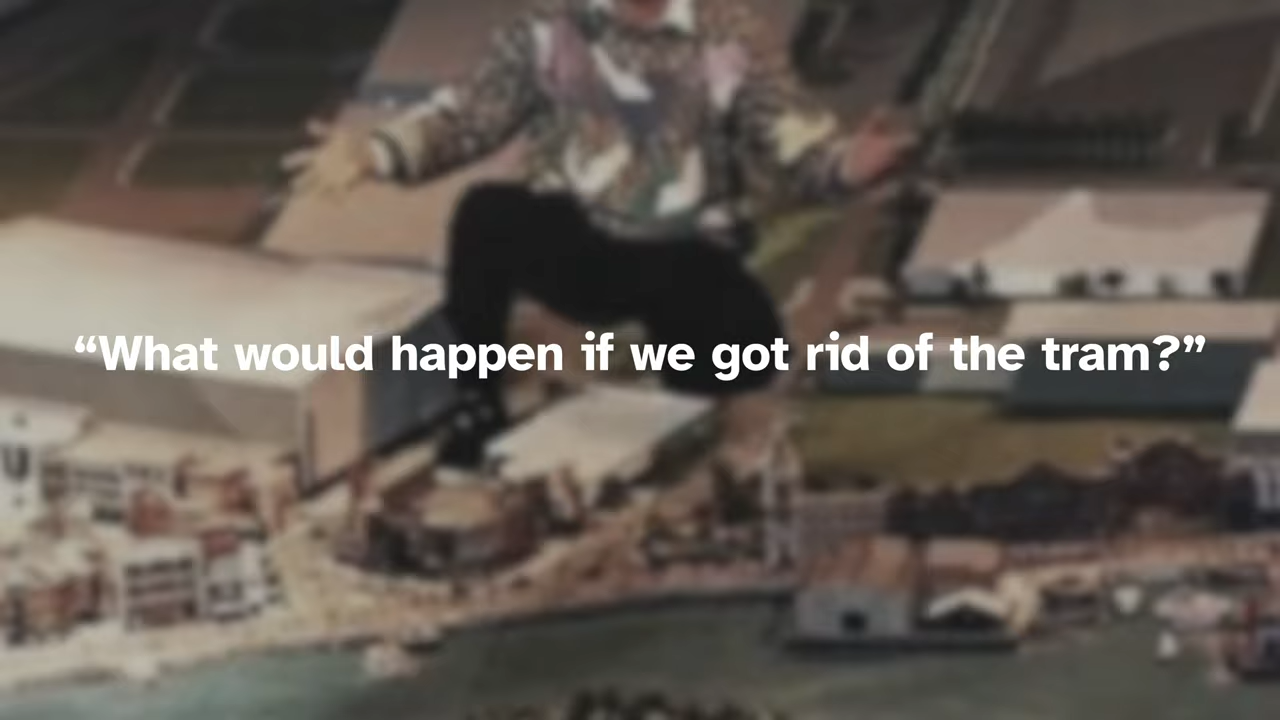 “What would happen if we got rid of the tram?”